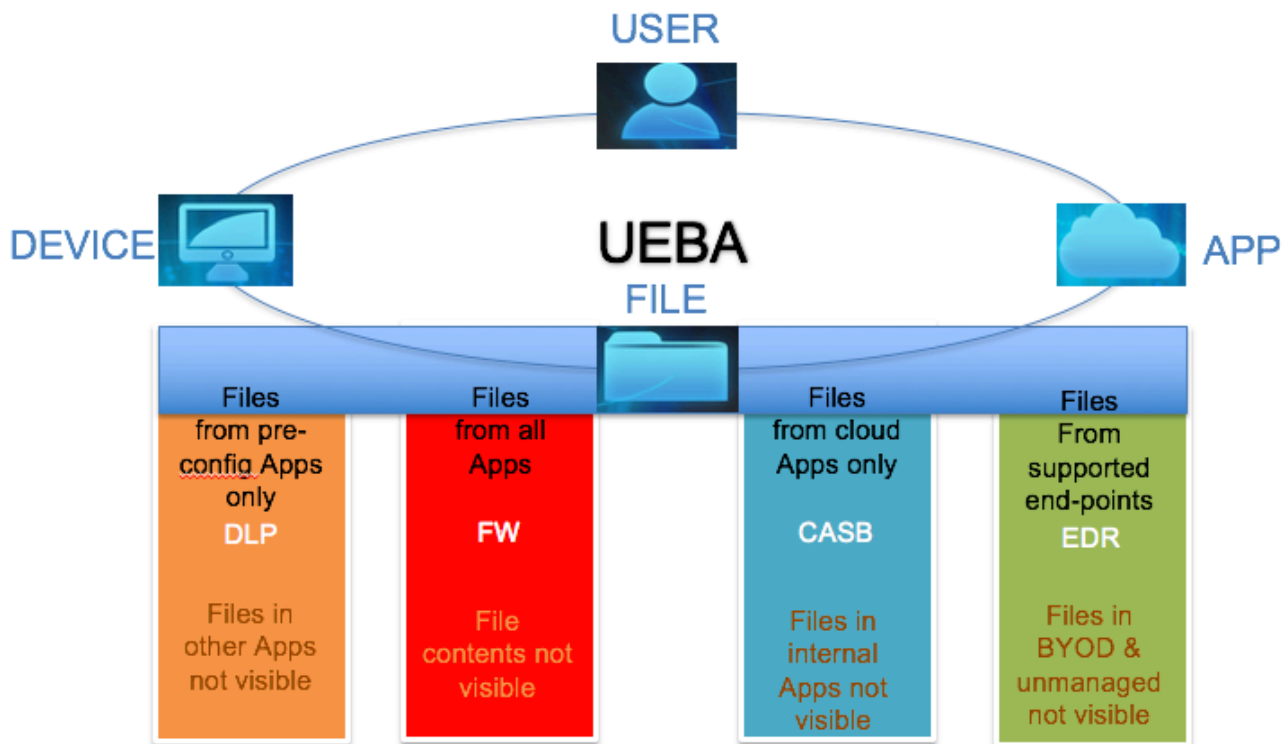 USER
DEVICE
UEBA
APP
FILE
Files
from pre-
config Apps
only
DLP
Files in
other Apps
not visible
Files
from all
Apps
FW
File
contents not
visible
Files
from cloud
Apps only
CASB
Files in
internal
Apps not
visible
Files
From
supported
end-points
EDR
Files in
BYOD &
unmanaged
not visible